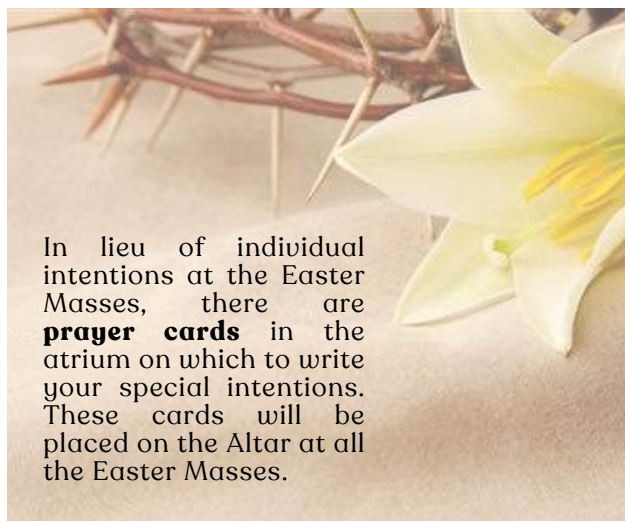 In lieu of individual
intentions at the Easter
Masses, there are
prayer cards in the
atrium on which to write
your special intentions.
These cards will be
placed on the Altar at all
the Easter Masses.